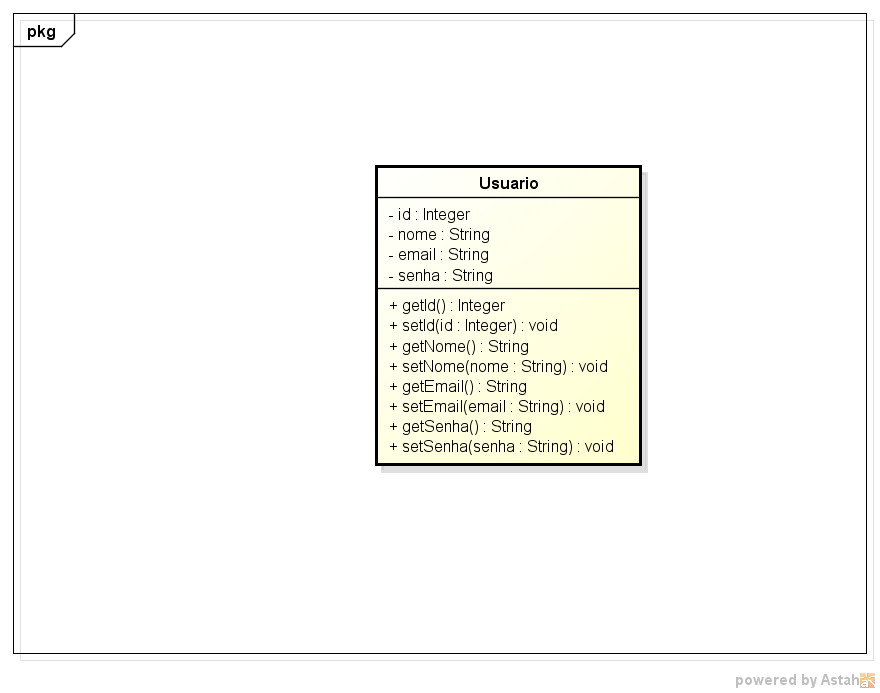 pkg
Usuario
- id : Integer
- nome : String
- email : String
- senha : String
+ getId() : Integer
+ setId(id : Integer) : void
+ getNome() : String
+ setNome(nome : String) : void
+ getEmail() : String
+ setEmail(email : String) : void
+ getSenha() : String
+ setSenha(senha : String) : void
powered by Astah